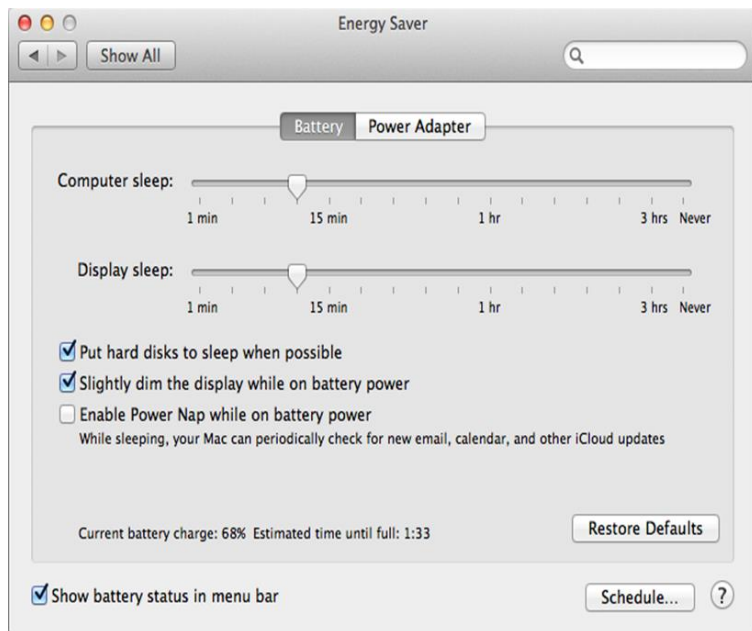 Energy Saver
Show All
Battery Power Adapter
Computer sleep:
1 min 15 min 1 hr 3 hrs Never
Display sleep:
1 min 15 min 1 hr 3 hrs Never
Put hard disks to sleep when possible
Slightly dim the display while on battery power
Enable Power Nap while on battery power
While sleeping, your Mac can periodically check for new email, calendar, and other iCloud updates
Current battery charge: 68% Estimated time until full: 1:33
Restore Defaults
Show battery status in menu bar
Schedule... ?